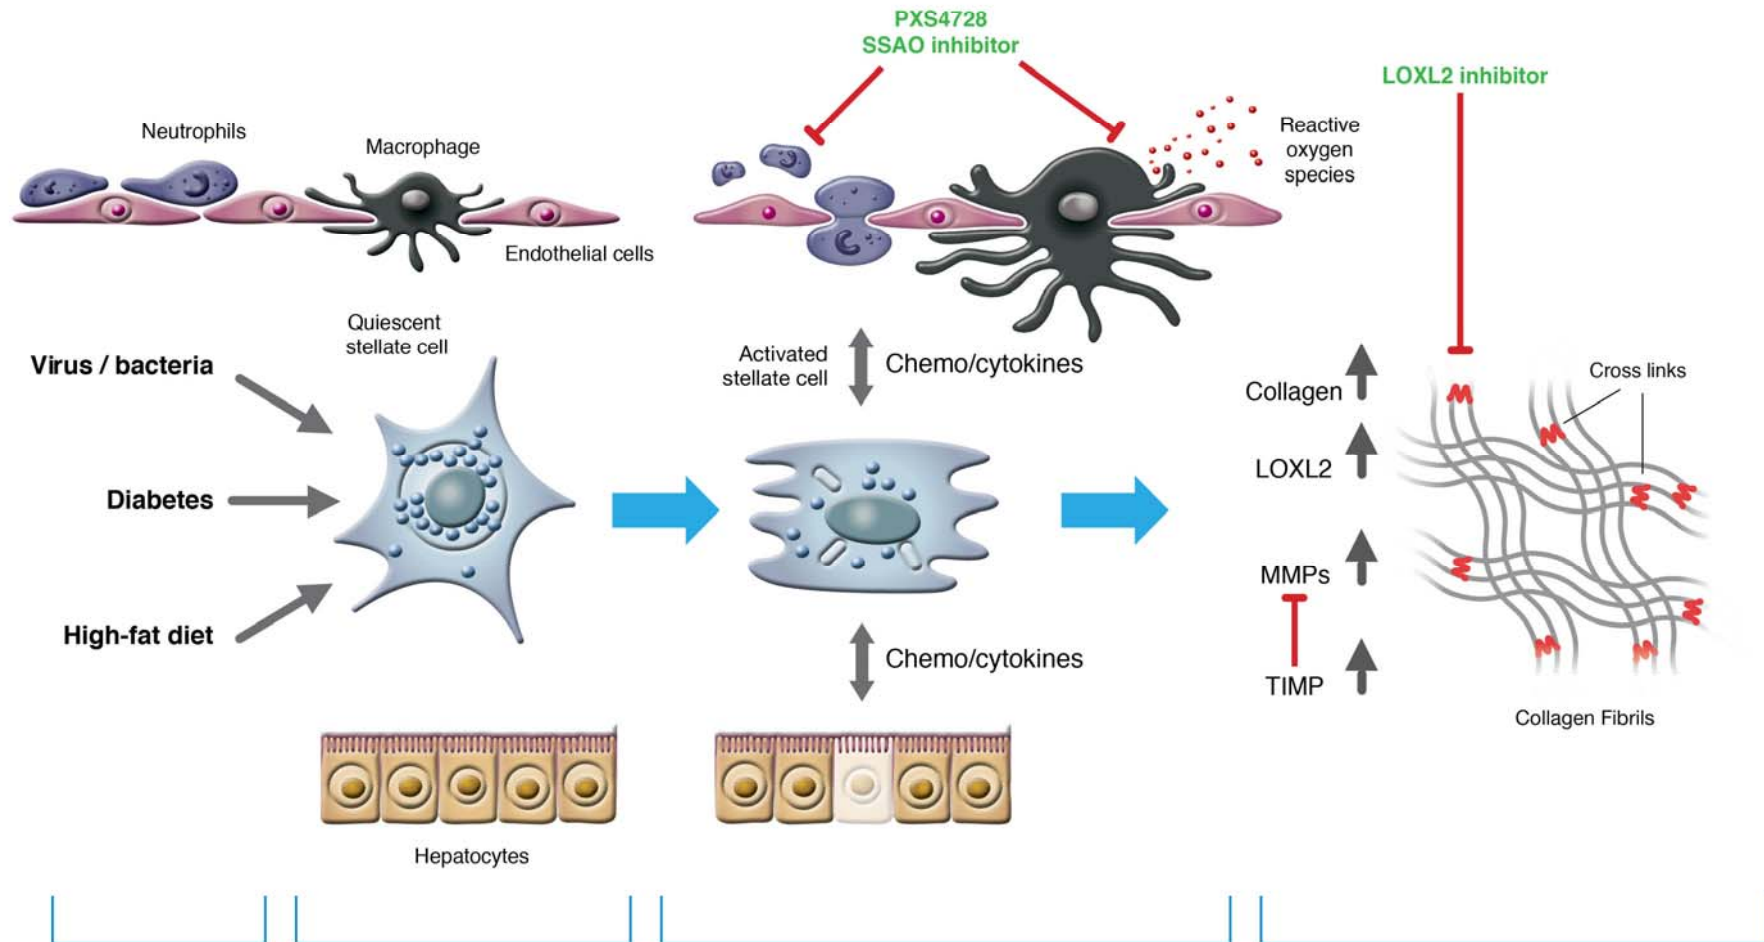 PXS4728
SSAO inhibitor
LOXL2 inhibitor
Neutrophils
Macrophage
Reactive
oxygen
species
Endothelial cells
Quiescent
stellate cell
Virus / bacteria
Activated
stellate cell
Chemo/cytokines
Collagen
Cross links
LOXL2
Diabetes
MMPs
High-fat diet
Chemo/cytokines
TIMP
Collagen Fibrils
Hepatocytes